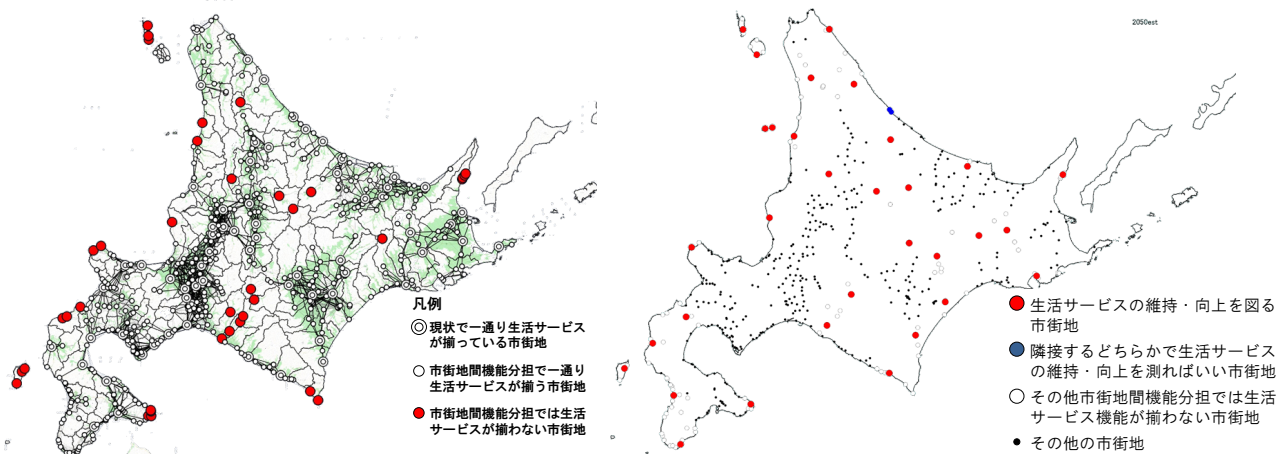 2050est
凡例
現状で一通り生活サービス
が揃っている市街地
市街地間機能分担で一通り
生活サービスが揃う市街地
市街地間機能分担では生活
サービスが揃わない市街地
生活サービスの維持・向上を図る
市街地
隣接するどちらかで生活サービス
の維持・向上を測ればいい市街地
その他市街地間機能分担では生活
サービス機能が揃わない市街地
その他の市街地